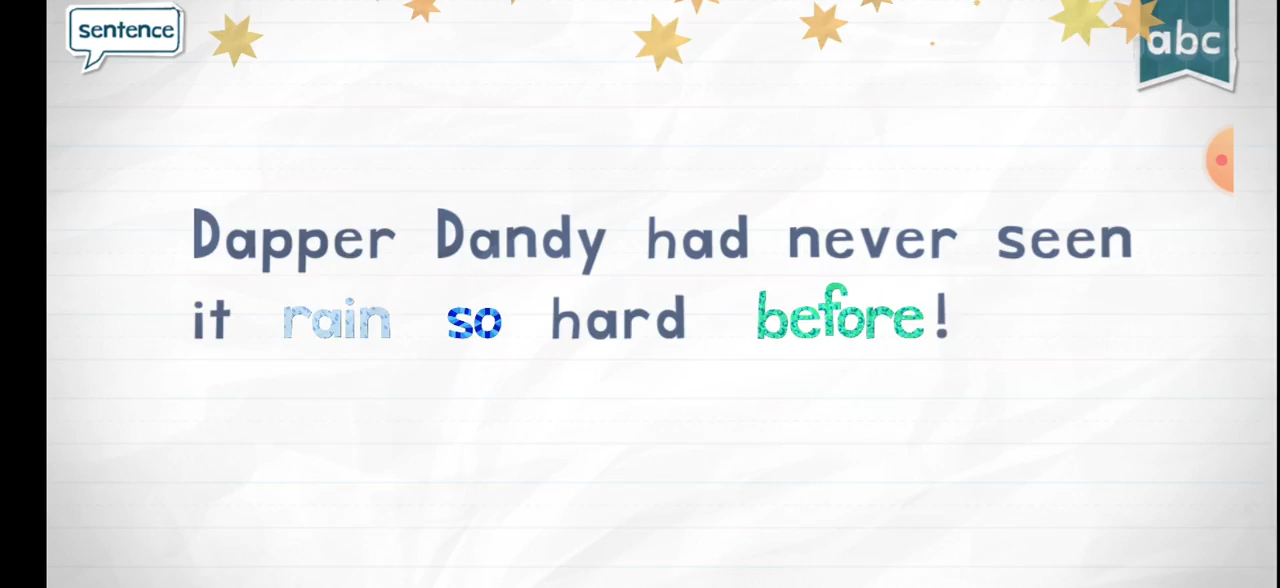 sentence
abc
Dapper Dandy had never seen
it rain so hard before!